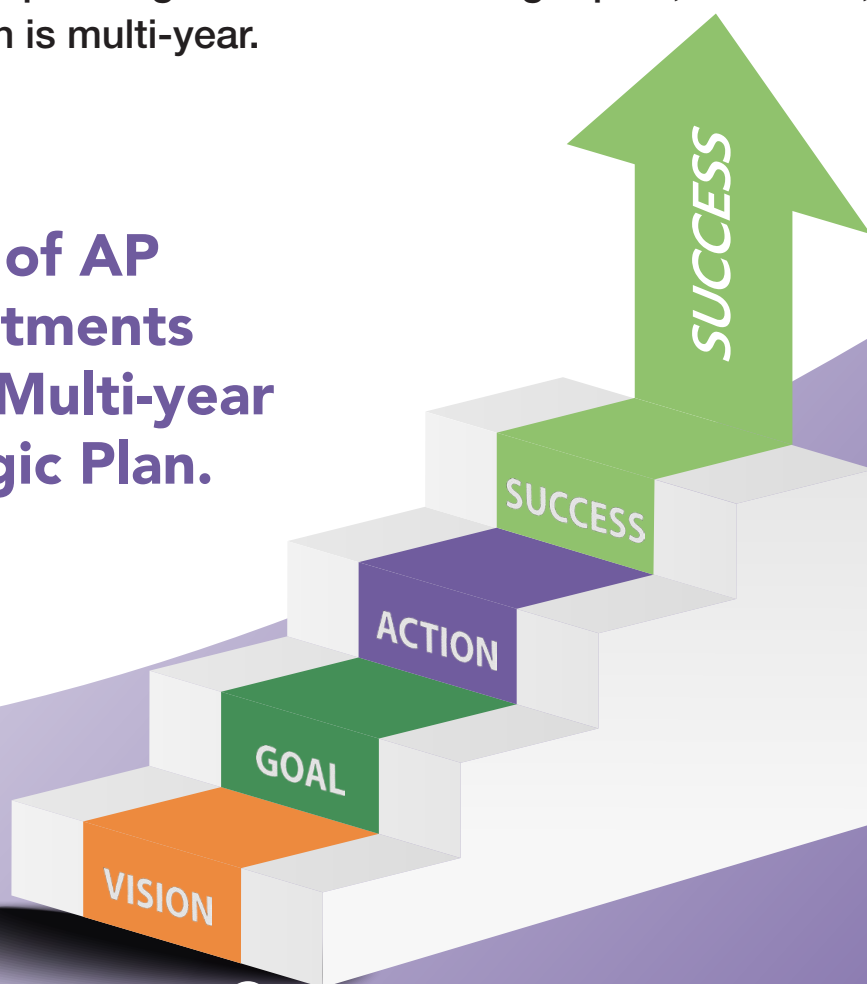 n is multi-year.
of AP
tments
Multi-year
gic Plan.
SUCCESS
SUCCESS
ACTION
GOAL
VISION